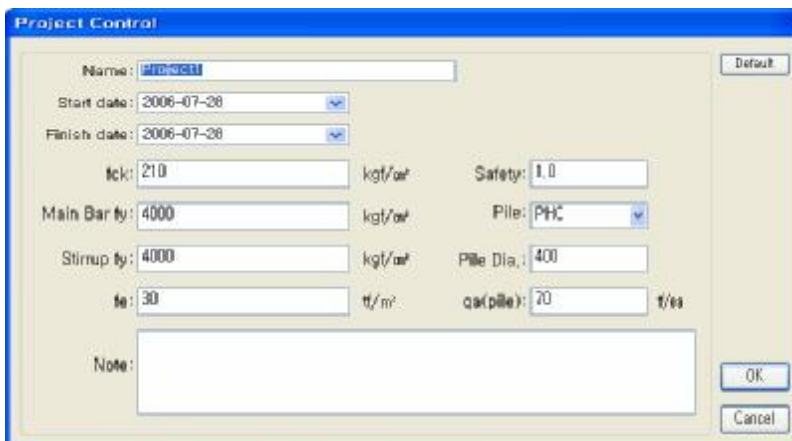 Project Control
Name: Project1
Default
Start date: 2006-07-28
Finish date: 2006-07-28
fck: 210 kgf/㎠ Safety: 1.0
Main Bar fy: 4000 kgf/㎠ Pile: PHC
Stirrup fy: 4000 kgf/㎠ Pile Dia.: 400
fe: 30 tf/m² qa(pile): 70 tf/ea
Note:
OK
Cancel